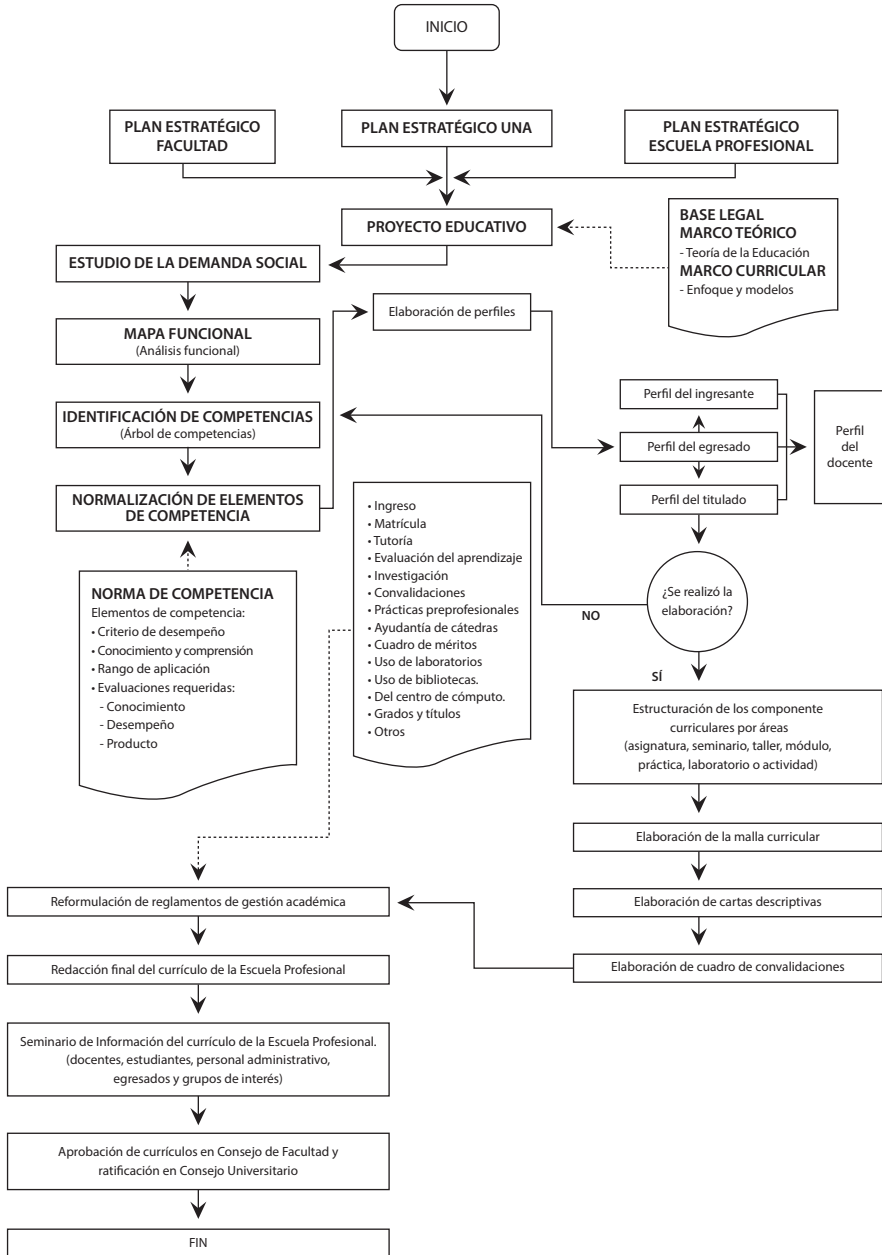 INICIO
PLAN ESTRATÉGICO
FACULTAD
PLAN ESTRATÉGICO UNA
PLAN ESTRATÉGICO
ESCUELA PROFESIONAL
PROYECTO EDUCATIVO
BASE LEGAL
MARCO TEÓRICO
- Teoría de la Educación
MARCO CURRICULAR
- Enfoque y modelos
ESTUDIO DE LA DEMANDA SOCIAL
MAPA FUNCIONAL
(Análisis funcional)
IDENTIFICACIÓN DE COMPETENCIAS
(Árbol de competencias)
NORMALIZACIÓN DE ELEMENTOS
DE COMPETENCIA
NORMA DE COMPETENCIA
Elementos de competencia:
• Criterio de desempeño
• Conocimiento y comprensión
• Rango de aplicación
• Evaluaciones requeridas:
- Conocimiento
- Desempeño
- Producto
Elaboración de perfiles
Perfil del ingresante
Perfil del egresado
Perfil del titulado
Perfil
del
docente
¿Se realizó la
elaboración?
NO
SÍ
• Ingreso
• Matrícula
• Tutoría
• Evaluación del aprendizaje
• Investigación
• Convalidaciones
• Prácticas preprofesionales
• Ayudantía de cátedras
• Cuadro de méritos
• Uso de laboratorios
• Uso de bibliotecas.
• Del centro de cómputo.
• Grados y títulos
• Otros
Estructuración de los componente
curriculares por áreas
(asignatura, seminario, taller, módulo,
práctica, laboratorio o actividad)
Elaboración de la malla curricular
Elaboración de cartas descriptivas
Elaboración de cuadro de convalidaciones
Reformulación de reglamentos de gestión académica
Redacción final del currículo de la Escuela Profesional
Seminario de Información del currículo de la Escuela Profesional.
(docentes, estudiantes, personal administrativo,
egresados y grupos de interés)
Aprobación de currículos en Consejo de Facultad y
ratificación en Consejo Universitario
FIN